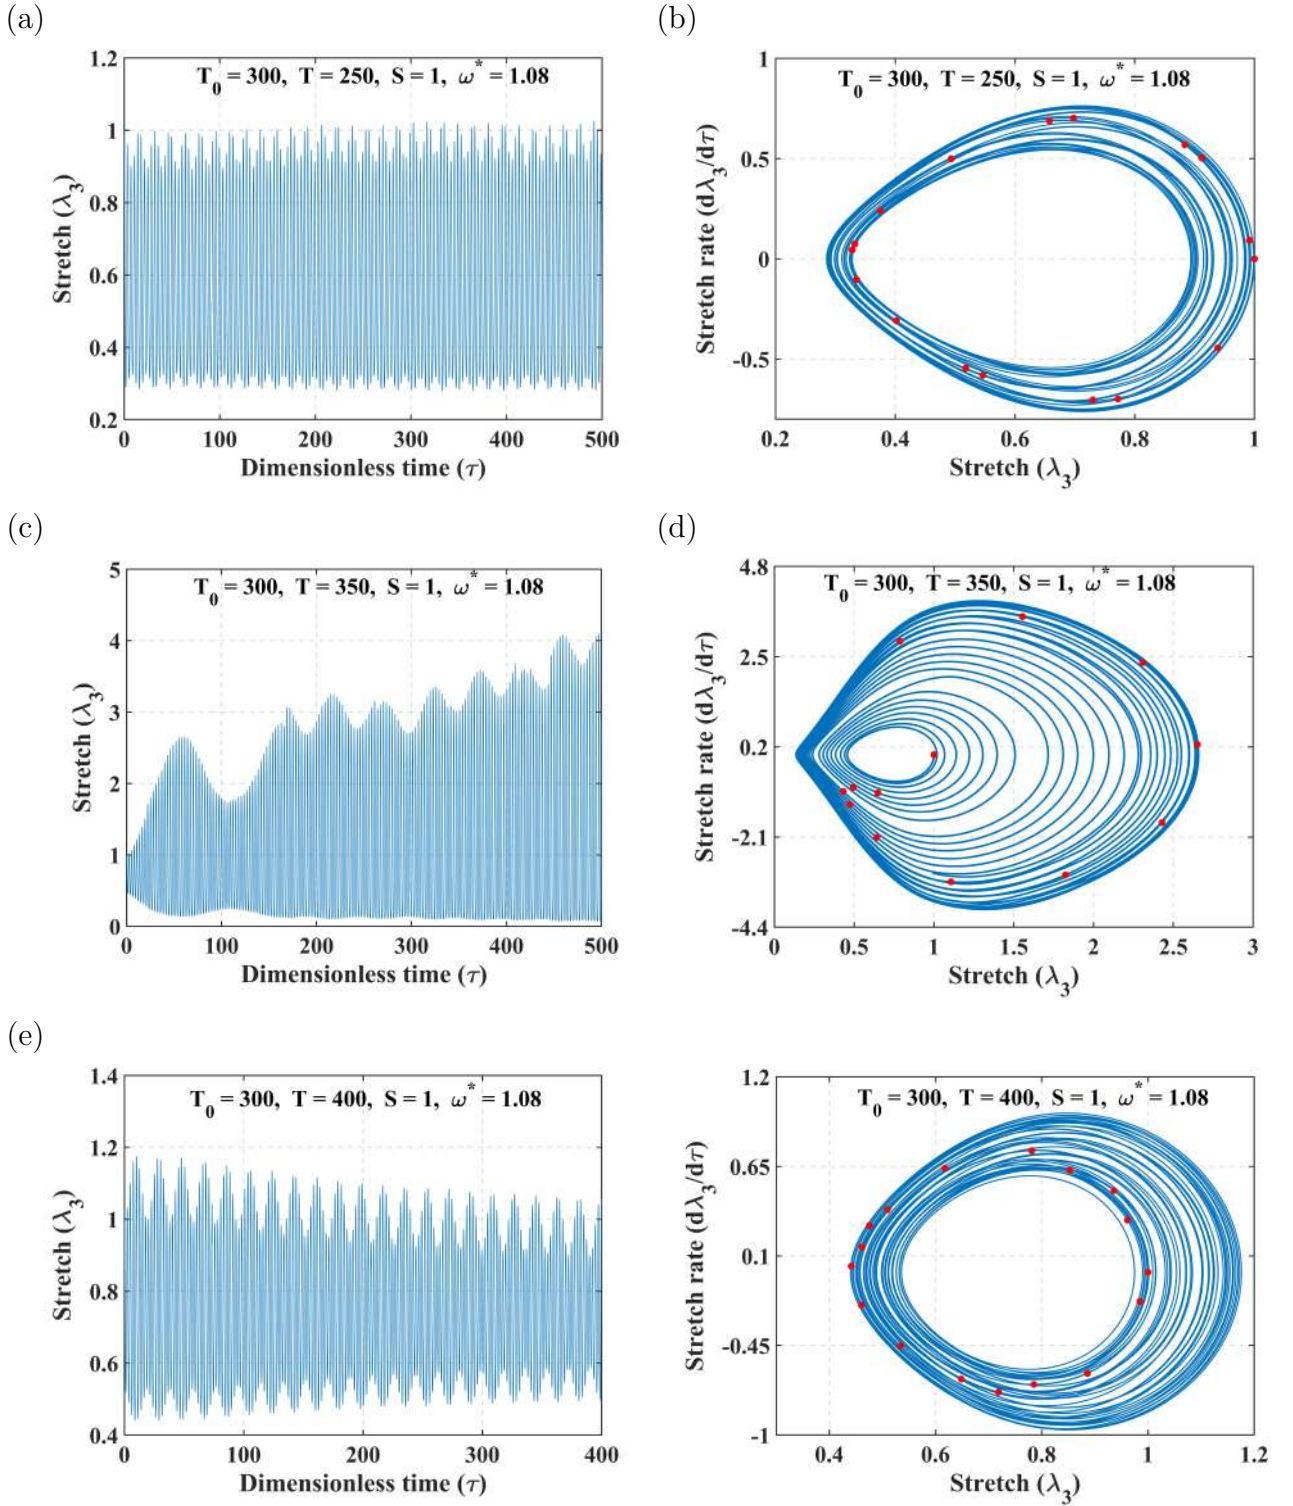 (a)
T0 = 300, T = 250, S = 1, ω* = 1.08
1.2
1
0.8
0.6
0.4
0.2
Stretch (λ3)
0 100 200 300 400 500
Dimensionless time (τ)
(b)
T0 = 300, T = 250, S = 1, ω* = 1.08
1
0.5
0
-0.5
Stretch rate (dλ3/dτ)
0.2 0.4 0.6 0.8 1
Stretch (λ3)
(c)
T0 = 300, T = 350, S = 1, ω* = 1.08
5
4
3
2
1
0
Stretch (λ3)
0 100 200 300 400 500
Dimensionless time (τ)
(d)
T0 = 300, T = 350, S = 1, ω* = 1.08
4.8
2.5
0.2
-2.1
-4.4
Stretch rate (dλ3/dτ)
0 0.5 1 1.5 2 2.5 3
Stretch (λ3)
(e)
T0 = 300, T = 400, S = 1, ω* = 1.08
1.4
1.2
1
0.8
0.6
0.4
Stretch (λ3)
0 100 200 300 400
Dimensionless time (τ)
T0 = 300, T = 400, S = 1, ω* = 1.08
1.2
0.65
0.1
-0.45
-1
Stretch rate (dλ3/dτ)
0.4 0.6 0.8 1 1.2
Stretch (λ3)